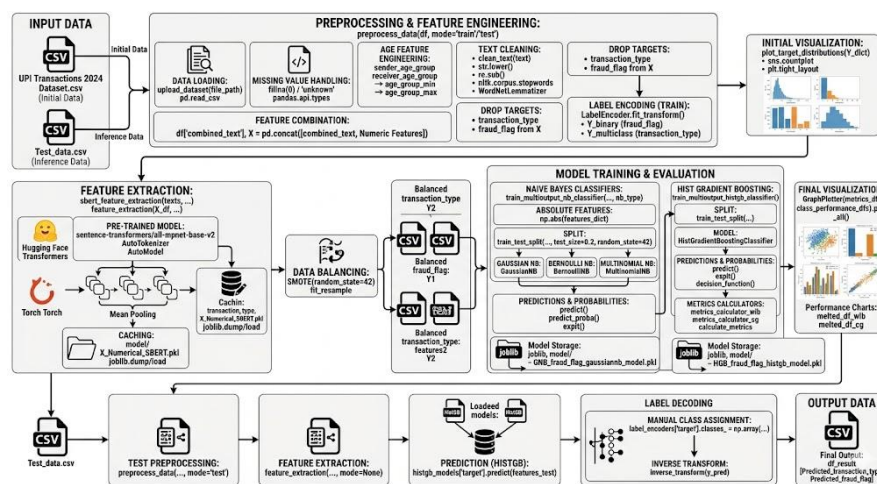 INPUT DATA
CSV
UPI Transactions 2024
Dataset.csv
(Initial Data)
CSV
Test_data.csv
(Inference Data)
Initial Data
Inference Data
PREPROCESSING & FEATURE ENGINEERING:
preprocess_data(df, mode='train'/'test')
DATA LOADING:
upload_dataset(file_path)
pd.read_csv
MISSING VALUE HANDLING:
fillna(0) / 'unknown'
pandas.api.types
AGE FEATURE
ENGINEERING:
sender_age_group
receiver_age_group
→ age_group_min
→ age_group_max
TEXT CLEANING:
• clean_text(text)
• str.lower()
• re.sub()
• nltk.corpus.stopwords
• WordNetLemmatizer
DROP TARGETS:
• transaction_type
• fraud_flag from X
FEATURE COMBINATION:
df['combined_text'], X = pd.concat([combined_text, Numeric Features])
DROP TARGETS:
• transaction_type
• fraud_flag from X
LABEL ENCODING (TRAIN):
LabelEncoder.fit_transform()
Y_binary (fraud_flag)
Y_multiclass (transaction_type)
INITIAL VISUALIZATION:
plot_target_distributions(Y_dict)
• sns.countplot
• plt.tight_layout
FEATURE EXTRACTION:
sbert_feature_extraction(texts, ...)
feature_extraction(X_df, ...)
Hugging Face
Transformers
Torch Torch
PRE-TRAINED MODEL:
sentence-transformers/all-mpnet-base-v2
AutoTokenizer
AutoModel
Mean Pooling
CACHING:
model/
X_Numerical_SBERT.pkl
joblib.dump/load
Cachin:
transaction_type,
X_Numerical_SBERT.pkl
joblib.dump/load
DATA BALANCING:
SMOTE(random_state=42)
fit_resample
Balanced
transaction_type
Y2
CSV
CSV
Balanced
fraud_flag:
Y1
CSV
Balanced
transaction_type:
features2
Y2
MODEL TRAINING & EVALUATION
NAIVE BAYES CLASSIFIERS:
train_multioutput_nb_classifier(..., nb_type)
ABSOLUTE FEATURES:
np.abs(features_dict)
SPLIT:
train_test_split(..., test_size=0.2, random_state=42)
GAUSSIAN NB:
GaussianNB
BERNOULLI NB:
BernoulliNB
MULTINOMIAL NB:
MultinomialNB
PREDICTIONS & PROBABILITIES:
predict()
predict_proba()
expit()
joblib
Model Storage:
joblib, model/
- GNB_fraud_flag_gaussiannb_model.pkl
HIST GRADIENT BOOSTING:
train_multioutput_histgb_classifier()
SPLIT:
train_test_split(...)
MODEL:
HistGradientBoostingClassifier
PREDICTIONS & PROBABILITIES:
predict()
expit()
decision_function()
METRICS CALCULATORS:
metrics_calculator_wlb
metrics_calculator_sg
calculate_metrics
joblib
Model Storage:
joblib, model/
- HGB_fraud_flag_histgb_model.pkl
FINAL VISUALIZATION
GraphPlotter(metrics_df,
class_performance_dfs).p
_all()
Performance Charts:
melted_df_wlb
melted_df_cg
CSV
Test_data.csv
TEST PREPROCESSING:
preprocess_data(..., mode='test')
FEATURE EXTRACTION:
feature_extraction(..., mode=None)
Loadeed
models:
PREDICTION (HISTGB):
histgb_models['target'].predict(features_test)
LABEL DECODING
MANUAL CLASS ASSIGNMENT:
label_encoders['target'].classes_ = np.array(...)
INVERSE TRANSFORM:
inverse_transform(y_pred)
OUTPUT DATA
CSV
Final Output:
df_result
[Predicted_transaction_typ
Predicted_fraud_flag]